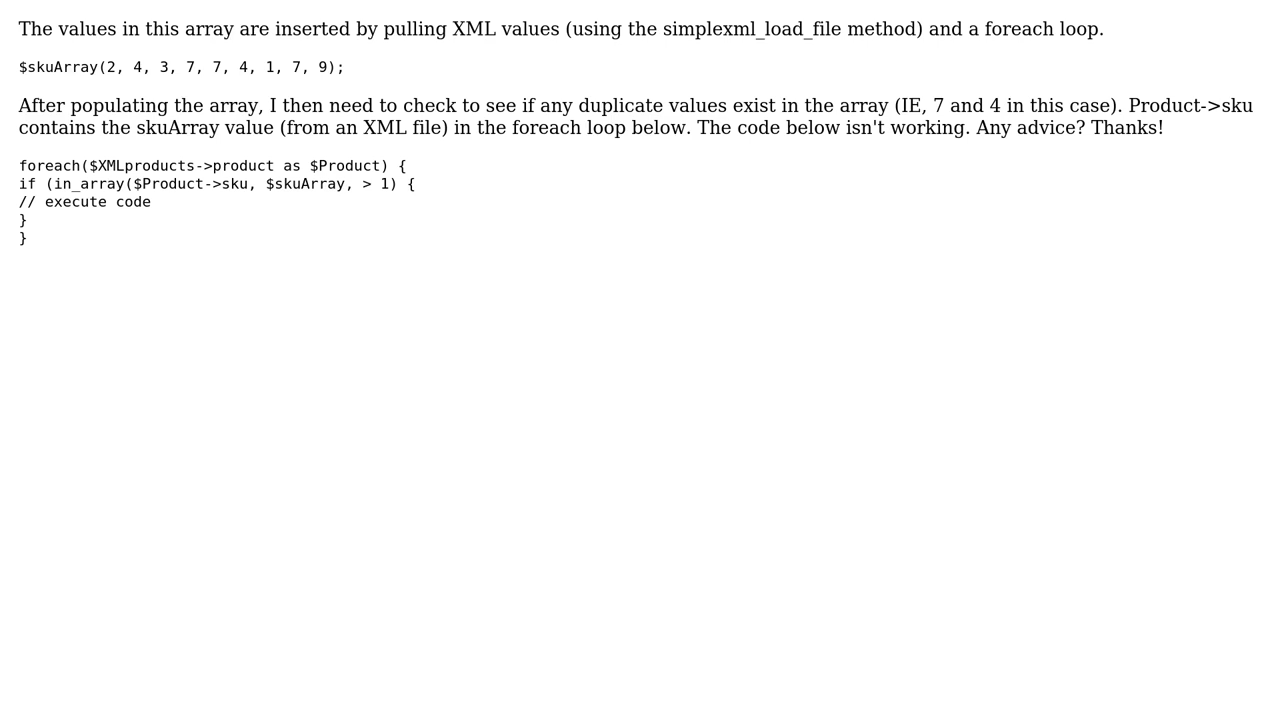 The values in this array are inserted by pulling XML values (using the simplexml_load_file method) and a foreach loop.
$skuArray(2, 4, 3, 7, 7, 4, 1, 7, 9);
After populating the array, I then need to check to see if any duplicate values exist in the array (IE, 7 and 4 in this case). Product->sku
contains the skuArray value (from an XML file) in the foreach loop below. The code below isn't working. Any advice? Thanks!
foreach($XMLproducts->product as $Product) {
if (in_array($Product->sku, $skuArray, > 1) {
// execute code
}
}